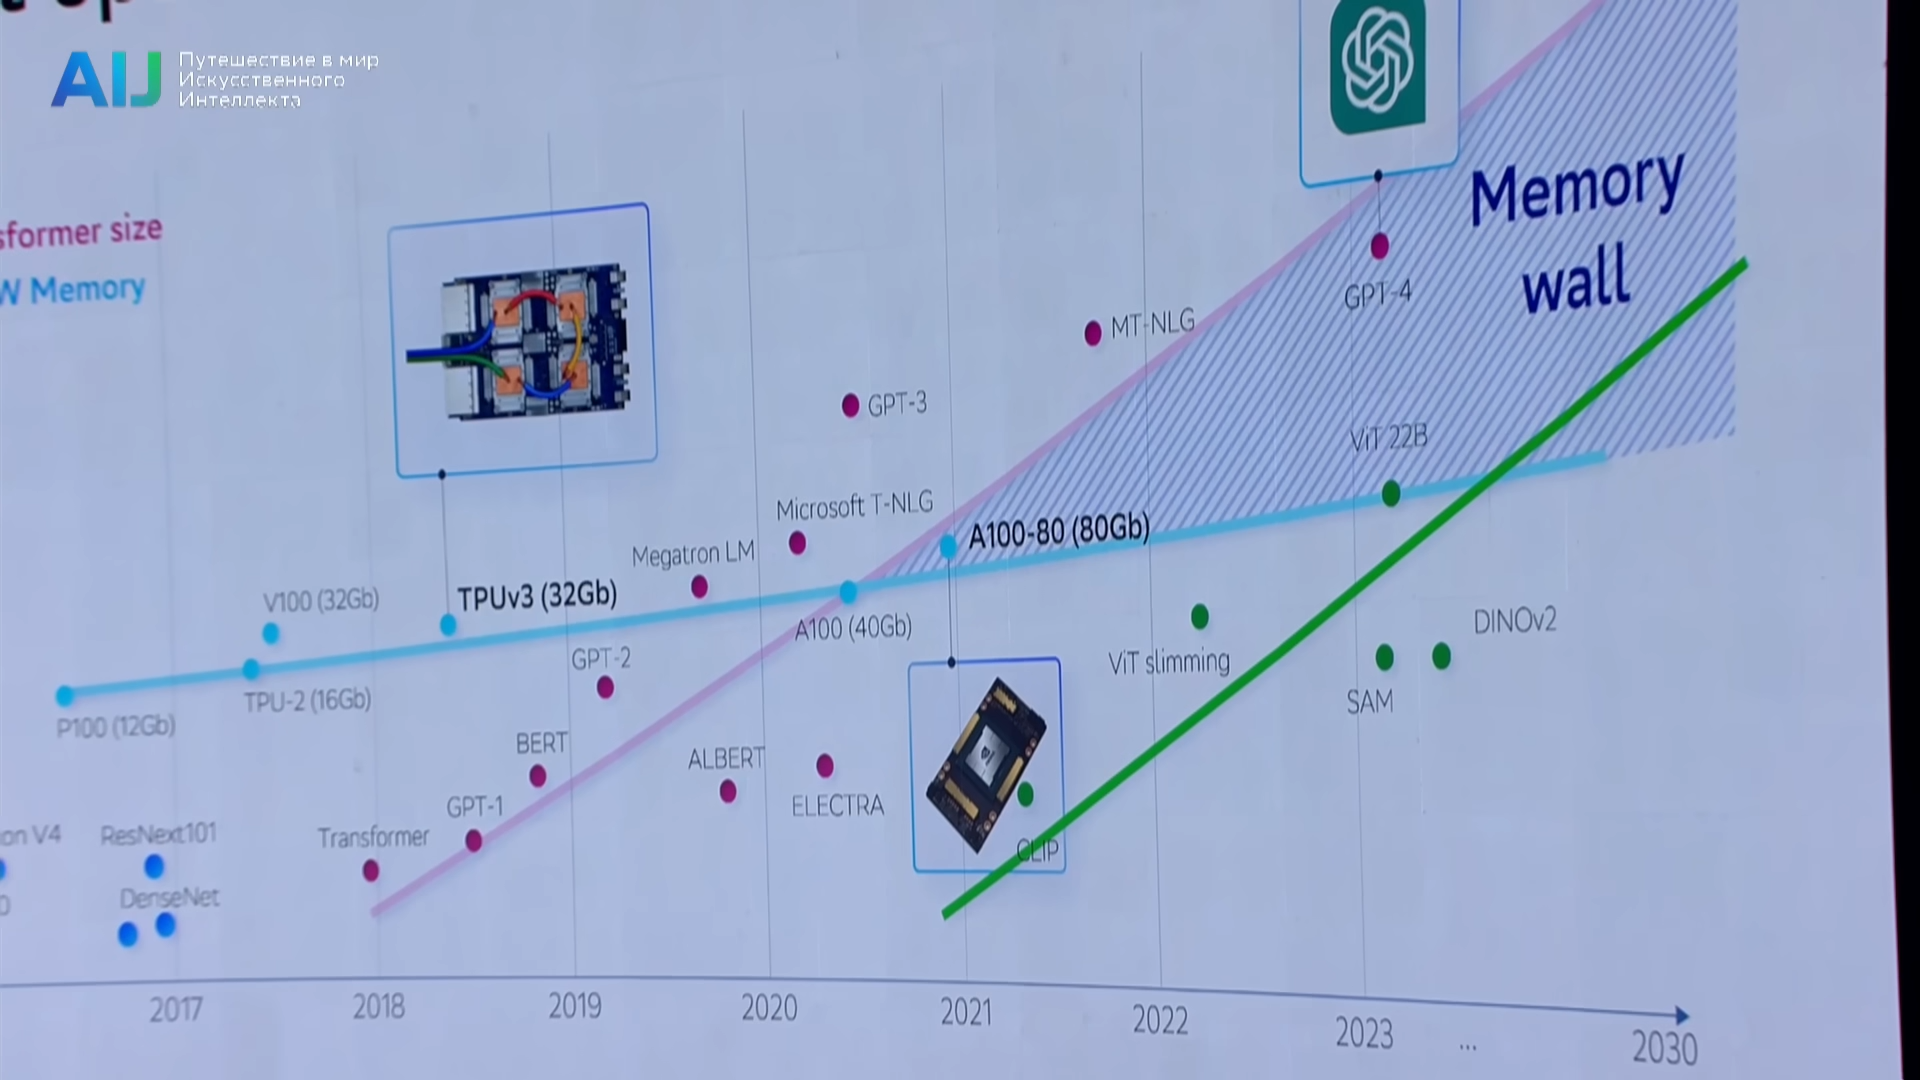 AIJ
Путешествие в мир
Искусственного
Интеллекта
sformer size
W Memory
Memory
wall
GPT-4
MT-NLG
GPT-3
ViT 22B
Microsoft T-NLG
A100-80 (80Gb)
Megatron LM
V100 (32Gb)
TPUv3 (32Gb)
A100 (40Gb)
DINOv2
GPT-2
ViT slimming
TPU-2 (16Gb)
SAM
P100 (12Gb)
BERT
ALBERT
GPT-1
ELECTRA
on V4
ResNext101
Transformer
CLIP
DenseNet
2017
2018
2019
2020
2021
2022
2023
...
2030